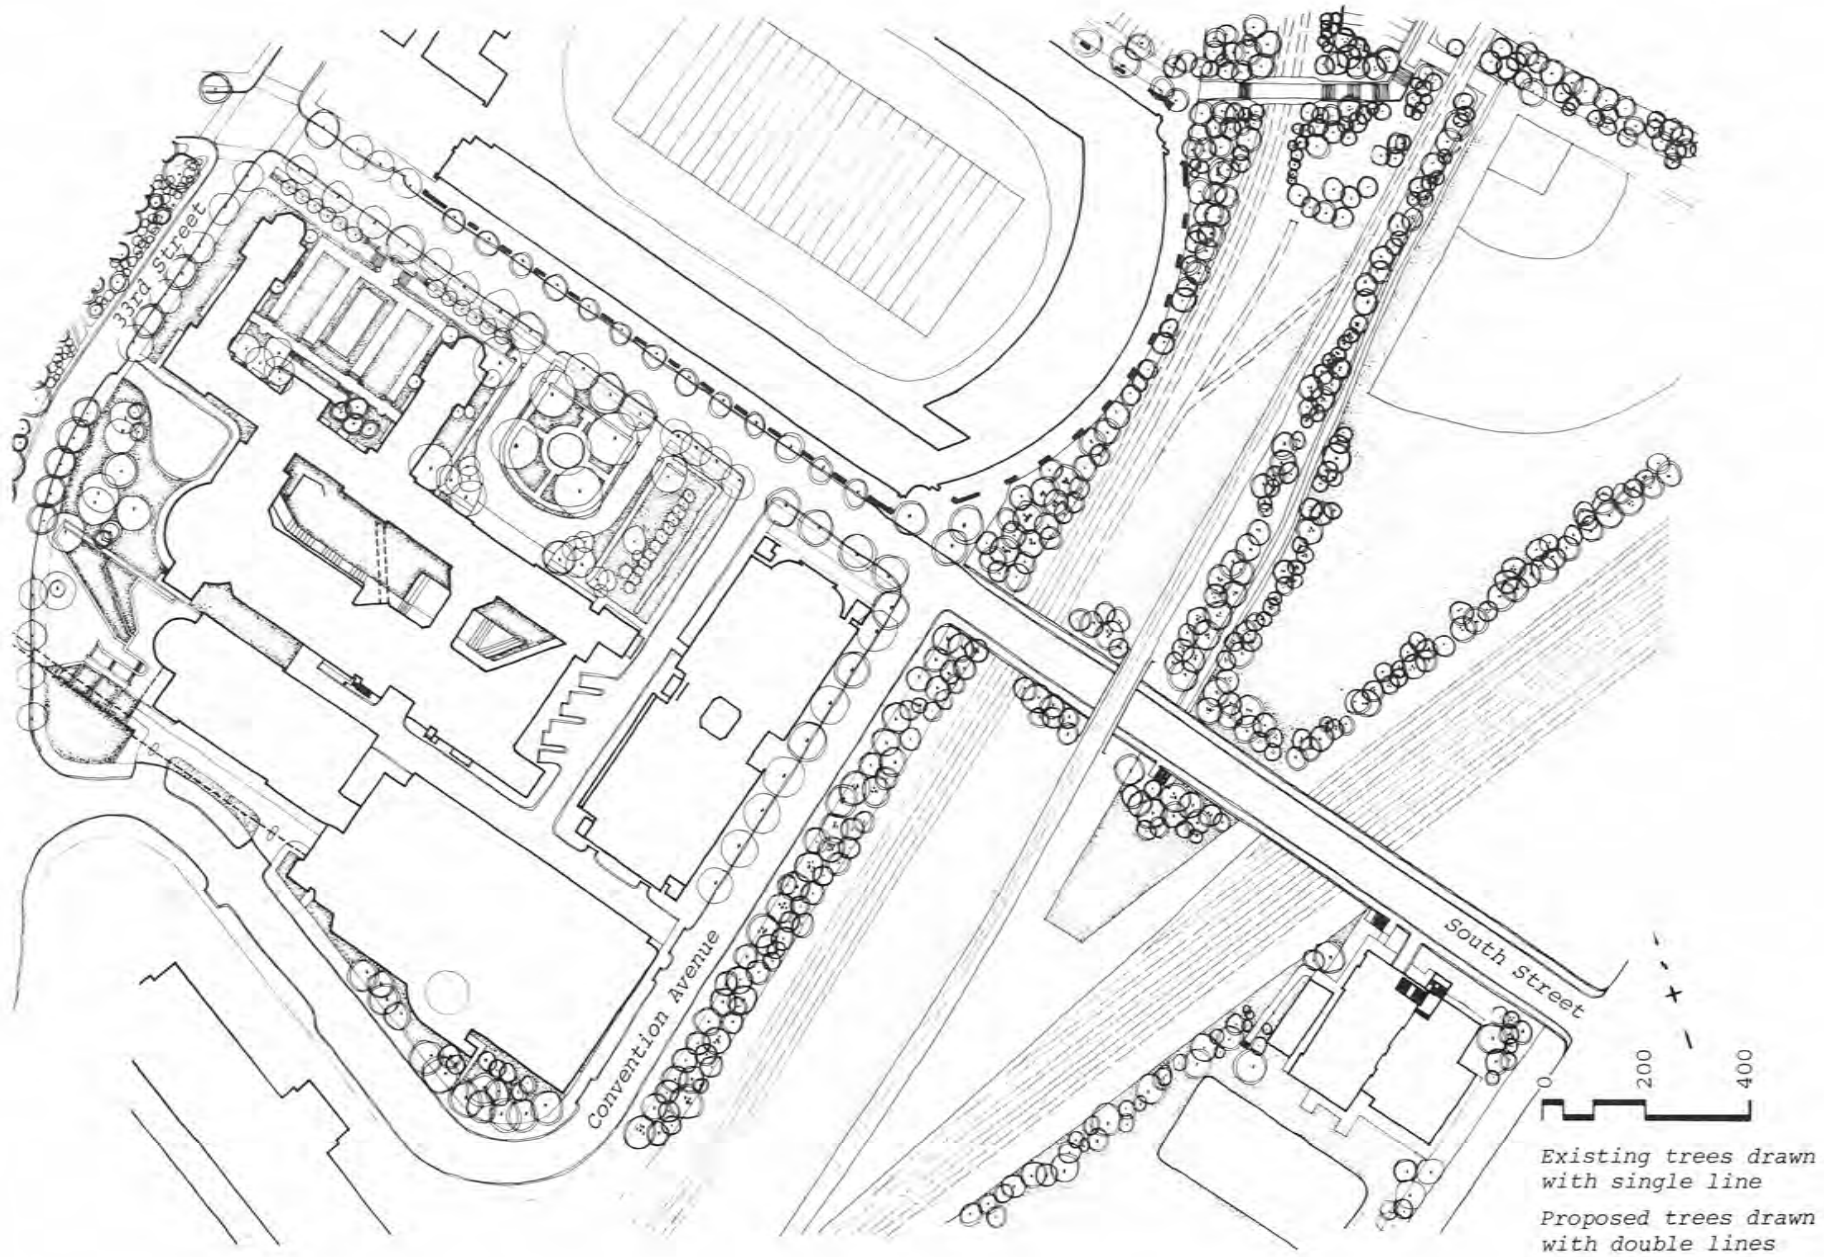 33rd Street
Convention Avenue
South Street
0
200
400
Existing trees drawn
with single line
Proposed trees drawn
with double lines